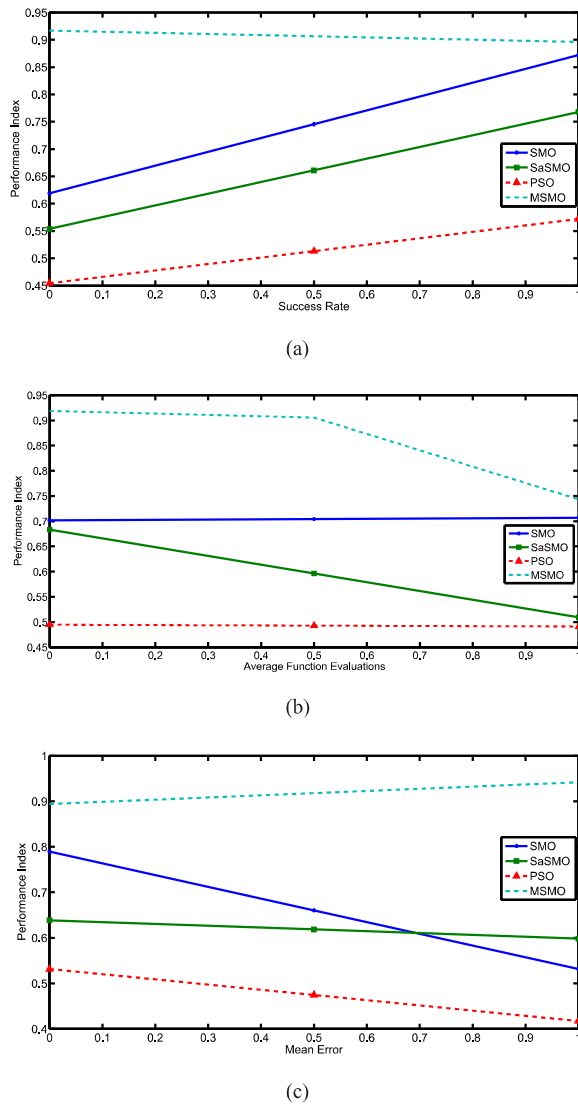 0.95
0.9
0.85
0.8
0.75
0.7
0.65
0.6
0.55
0.5
0.45
Performance Index
0 0.1 0.2 0.3 0.4 0.5 0.6 0.7 0.8 0.9 1
Success Rate
SMO
SaSMO
PSO
MSMO
(a)
0.95
0.9
0.85
0.8
0.75
0.7
0.65
0.6
0.55
0.5
0.45
Performance Index
0 0.1 0.2 0.3 0.4 0.5 0.6 0.7 0.8 0.9 1
Average Function Evaluations
SMO
SaSMO
PSO
MSMO
(b)
1
0.9
0.8
0.7
0.6
0.5
0.4
Performance Index
0 0.1 0.2 0.3 0.4 0.5 0.6 0.7 0.8 0.9 1
Mean Error
SMO
SaSMO
PSO
MSMO
(c)